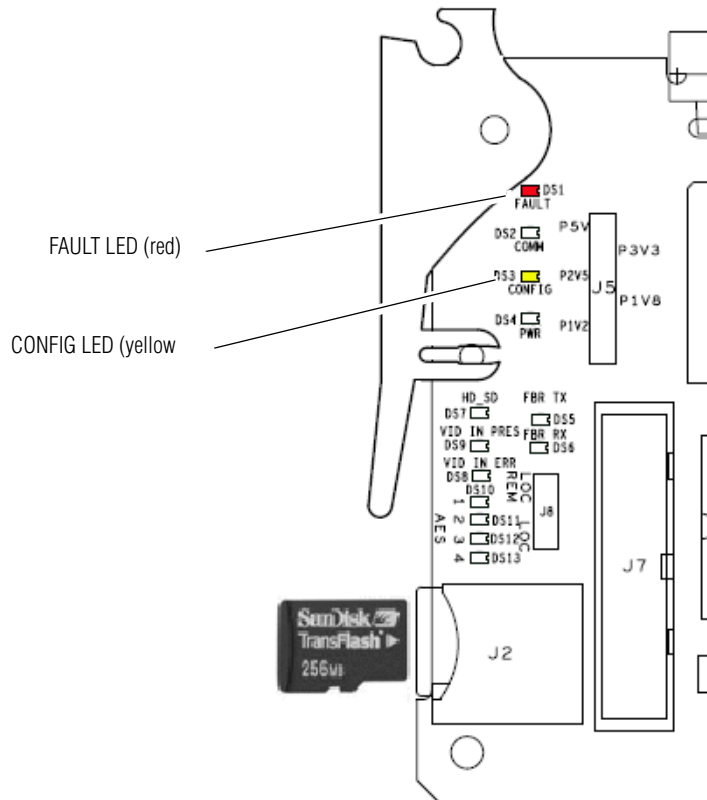 DS1
FAULT
FAULT LED (red)
DS2
COMM
P5V
P3V3
DS3
CONFIG
P2V5
J5
P1V8
CONFIG LED (yellow
DS4
PWR
P1V2
HD_SD
FBR TX
DS7
DS5
VID IN PRES
FBR RX
DS9
DS6
VID IN ERR
DS8
DS10
REM
LOC
J8
1
AES
2
DS11
LOC
3
DS12
4
DS13
J7
SanDisk
TransFlash
256MB
J2